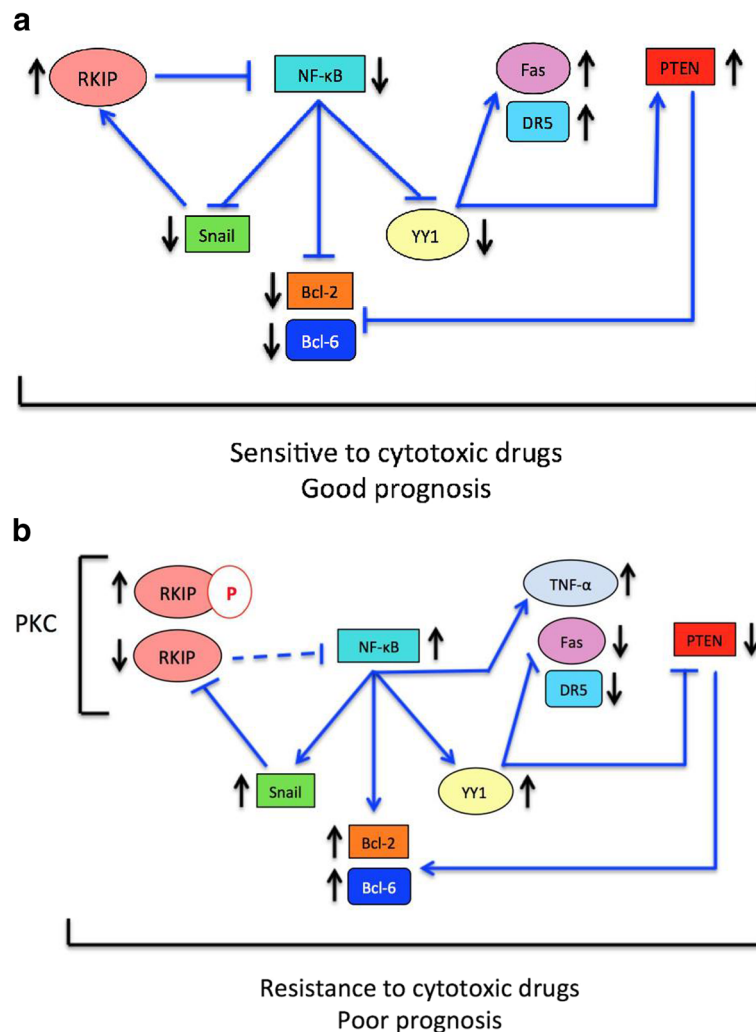 a
RKIP
NF-κB
Fas
DR5
PTEN
Snail
YY1
Bcl-2
Bcl-6
Sensitive to cytotoxic drugs
Good prognosis
b
PKC
RKIP
P
RKIP
NF-κB
TNF-α
Fas
DR5
PTEN
Snail
YY1
Bcl-2
Bcl-6
Resistance to cytotoxic drugs
Poor prognosis